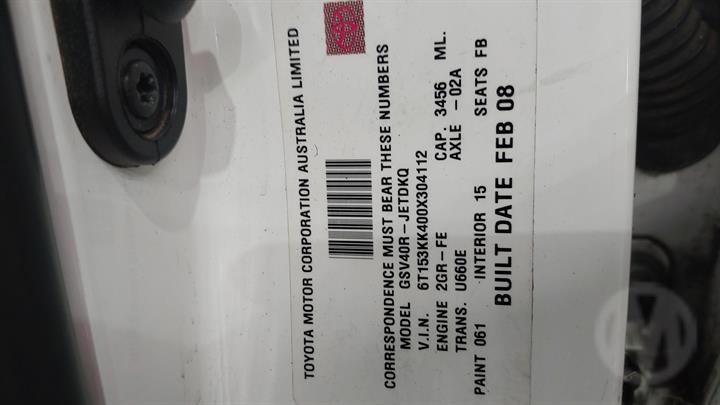 TOYOTA MOTOR CORPORATION AUSTRALIA LIMITED
CORRESPONDENCE MUST BEAR THESE NUMBERS
MODEL GSV40R-JETDKQ
V.I.N. 6T153KK400X304112
ENGINE 2GR-FE CAP. 3456 ML.
TRANS. U660E AXLE -02A
PAINT 061 INTERIOR 15 SEATS FB
BUILT DATE FEB 08